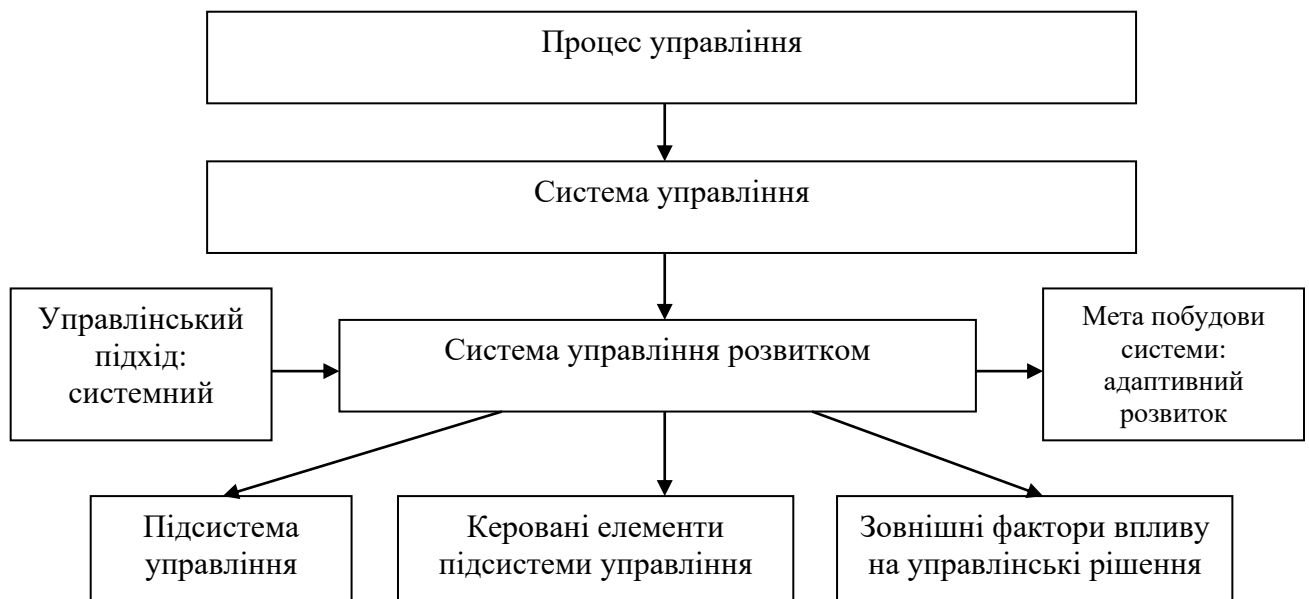 Процес управління
Система управління
Управлінський
підхід:
системний
Система управління розвитком
Мета побудови
системи:
адаптивний
розвиток
Підсистема
управління
Керовані елементи
підсистеми управління
Зовнішні фактори впливу
на управлінські рішення